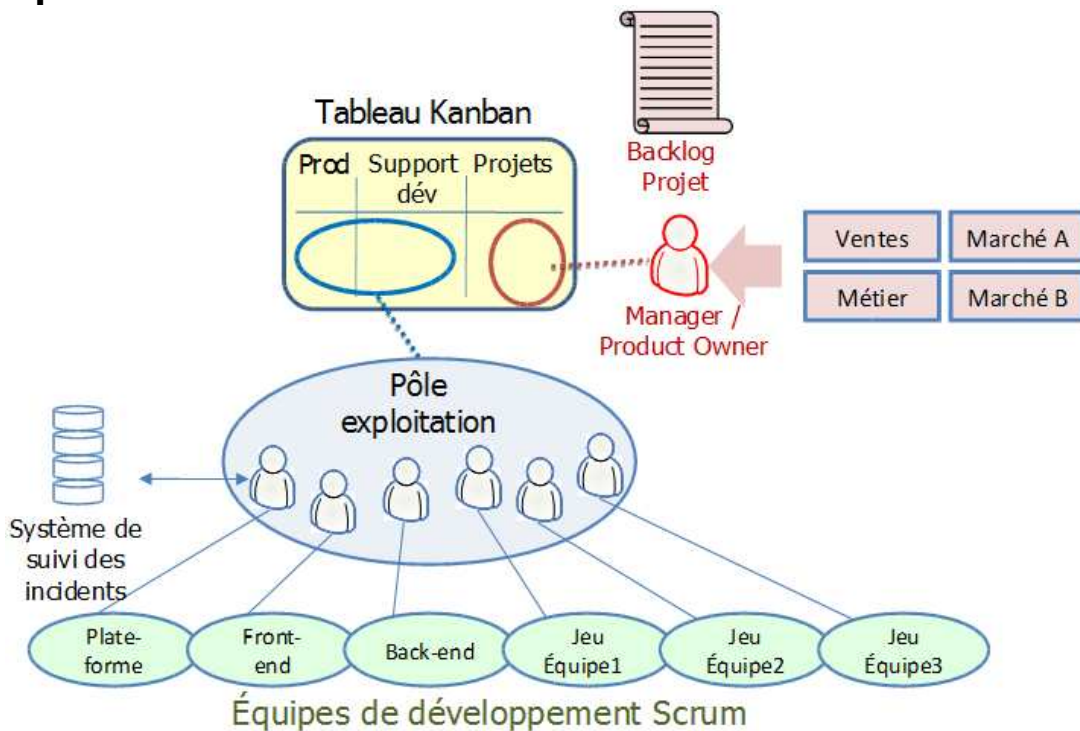 Tableau Kanban
Prod Support Projets
dév
Backlog
Projet
Ventes Marché A
Métier Marché B
Manager /
Product Owner
Pôle
exploitation
Système de
suivi des
incidents
Plate-
forme
Front-
end
Back-end
Jeu
Équipe1
Jeu
Équipe2
Jeu
Équipe3
Équipes de développement Scrum